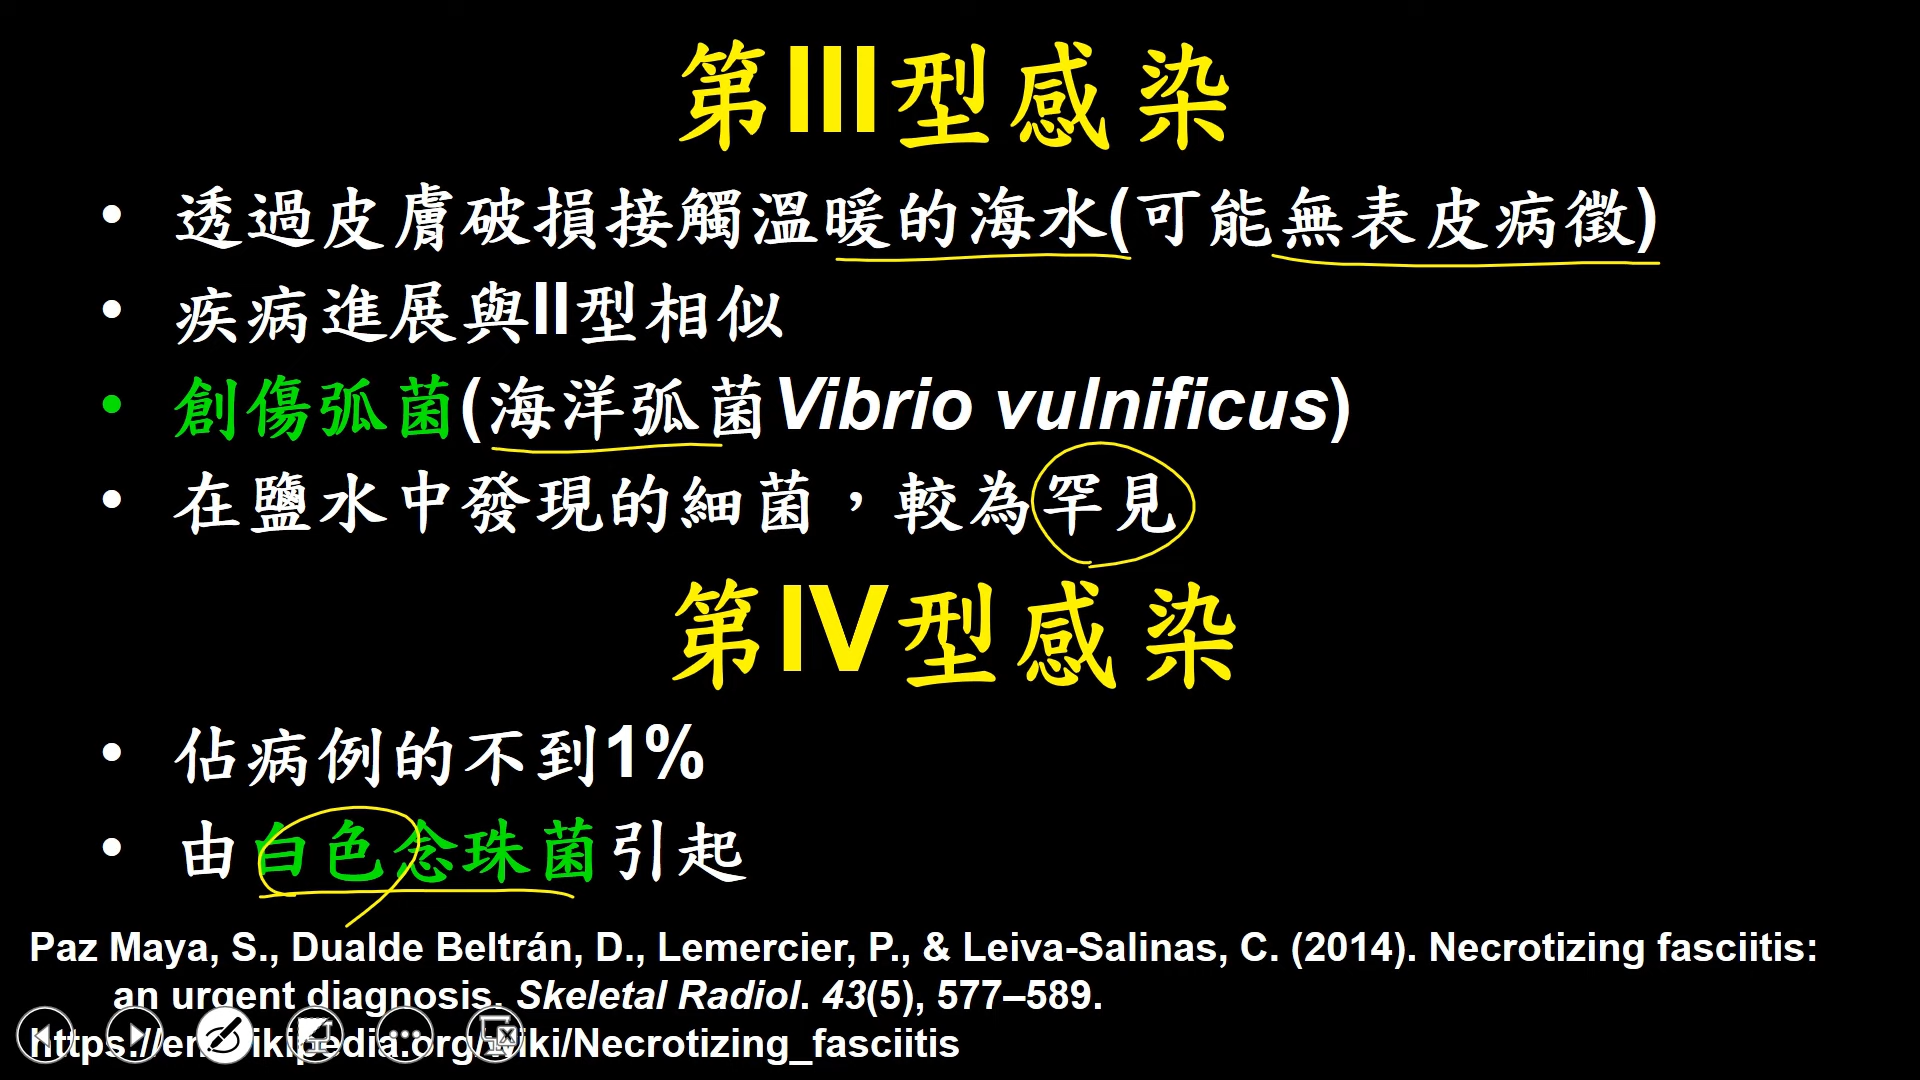 第III型感染
• 透過皮膚破損接觸溫暖的海水(可能無表皮病徵)
• 疾病進展與II型相似
• 創傷弧菌(海洋弧菌Vibrio vulnificus)
• 在鹽水中發現的細菌，較為罕見
第IV型感染
• 佔病例的不到1%
• 由白色念珠菌引起
Paz Maya, S., Dualde Beltrán, D., Lemercier, P., & Leiva-Salinas, C. (2014). Necrotizing fasciitis:
an urgent diagnosis. Skeletal Radiol. 43(5), 577–589.
https://en.wikipedia.org/wiki/Necrotizing_fasciitis